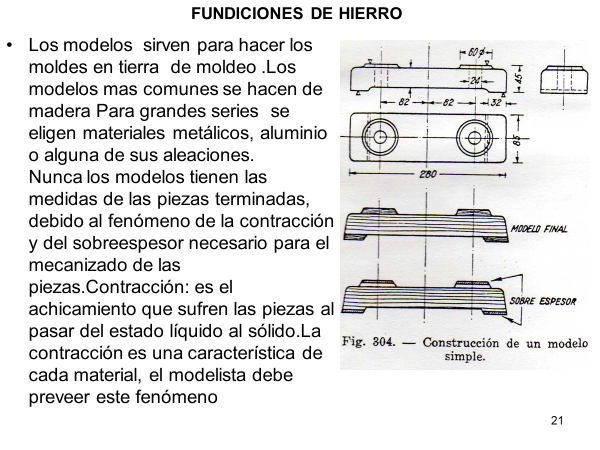 FUNDICIONES DE HIERRO
• Los modelos sirven para hacer los
moldes en tierra de moldeo .Los
modelos mas comunes se hacen de
madera Para grandes series se
eligen materiales metálicos, aluminio
o alguna de sus aleaciones.
Nunca los modelos tienen las
medidas de las piezas terminadas,
debido al fenómeno de la contracción
y del sobreespesor necesario para el
mecanizado de las
piezas.Contracción: es el
achicamiento que sufren las piezas al
pasar del estado líquido al sólido.La
contracción es una característica de
cada material, el modelista debe
preveer este fenómeno
60φ
24
45
82
82
32
85
280
MODELO FINAL
SOBRE ESPESOR
Fig. 304. — Construcción de un modelo
simple.
21